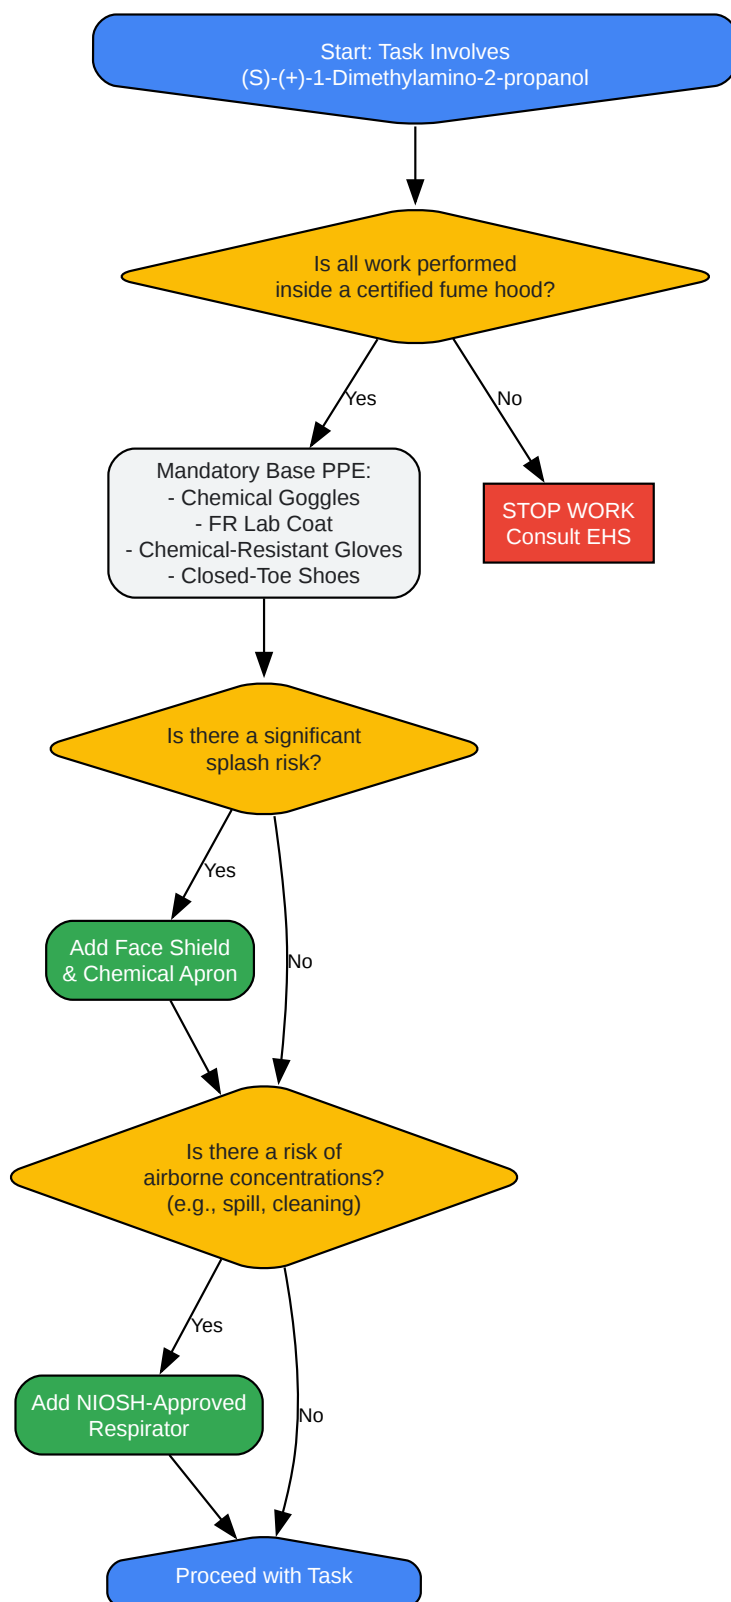 Start: Task Involves
(S)-(+)-1-Dimethylamino-2-propanol
Is all work performed
inside a certified fume hood?
Yes
No
Mandatory Base PPE:
- Chemical Goggles
- FR Lab Coat
- Chemical-Resistant Gloves
- Closed-Toe Shoes
STOP WORK
Consult EHS
Is there a significant
splash risk?
Yes
No
Add Face Shield
& Chemical Apron
Is there a risk of
airborne concentrations?
(e.g., spill, cleaning)
Yes
No
Add NIOSH-Approved
Respirator
Proceed with Task